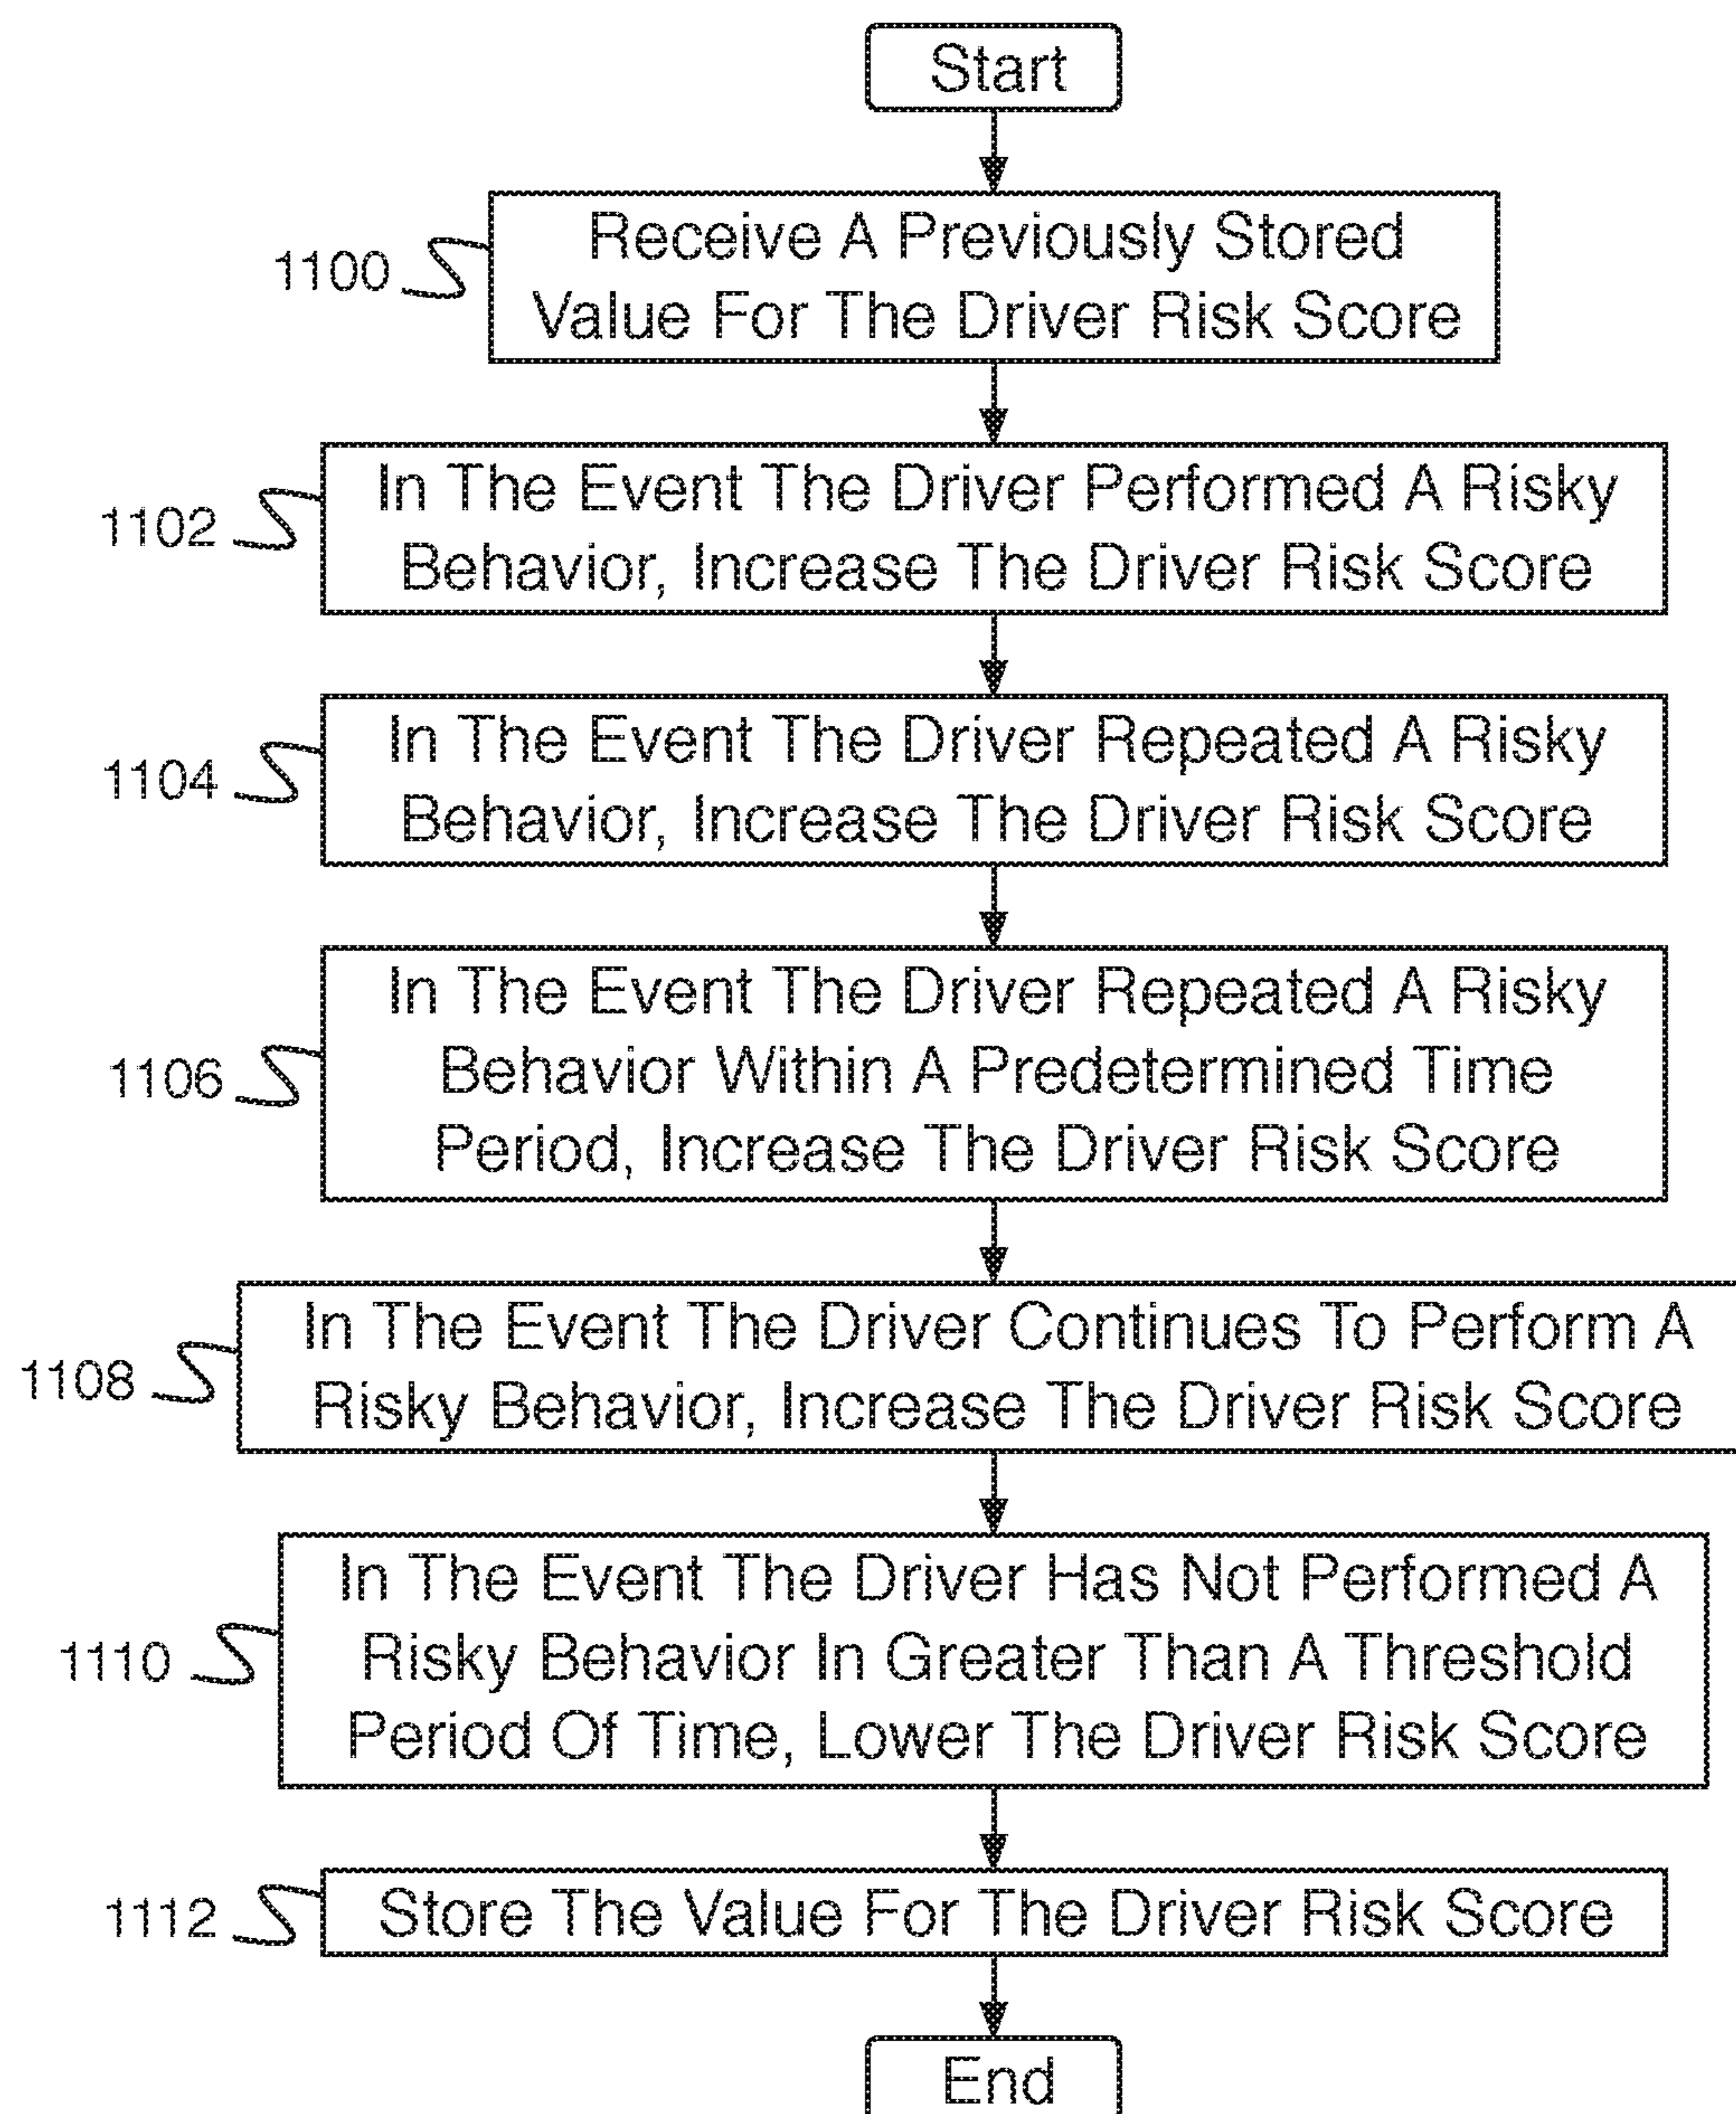 Start
1100
Receive A Previously Stored
Value For The Driver Risk Score
1102
In The Event The Driver Performed A Risky
Behavior, Increase The Driver Risk Score
1104
In The Event The Driver Repeated A Risky
Behavior, Increase The Driver Risk Score
1106
In The Event The Driver Repeated A Risky
Behavior Within A Predetermined Time
Period, Increase The Driver Risk Score
1108
In The Event The Driver Continues To Perform A
Risky Behavior, Increase The Driver Risk Score
1110
In The Event The Driver Has Not Performed A
Risky Behavior In Greater Than A Threshold
Period Of Time, Lower The Driver Risk Score
1112
Store The Value For The Driver Risk Score
End